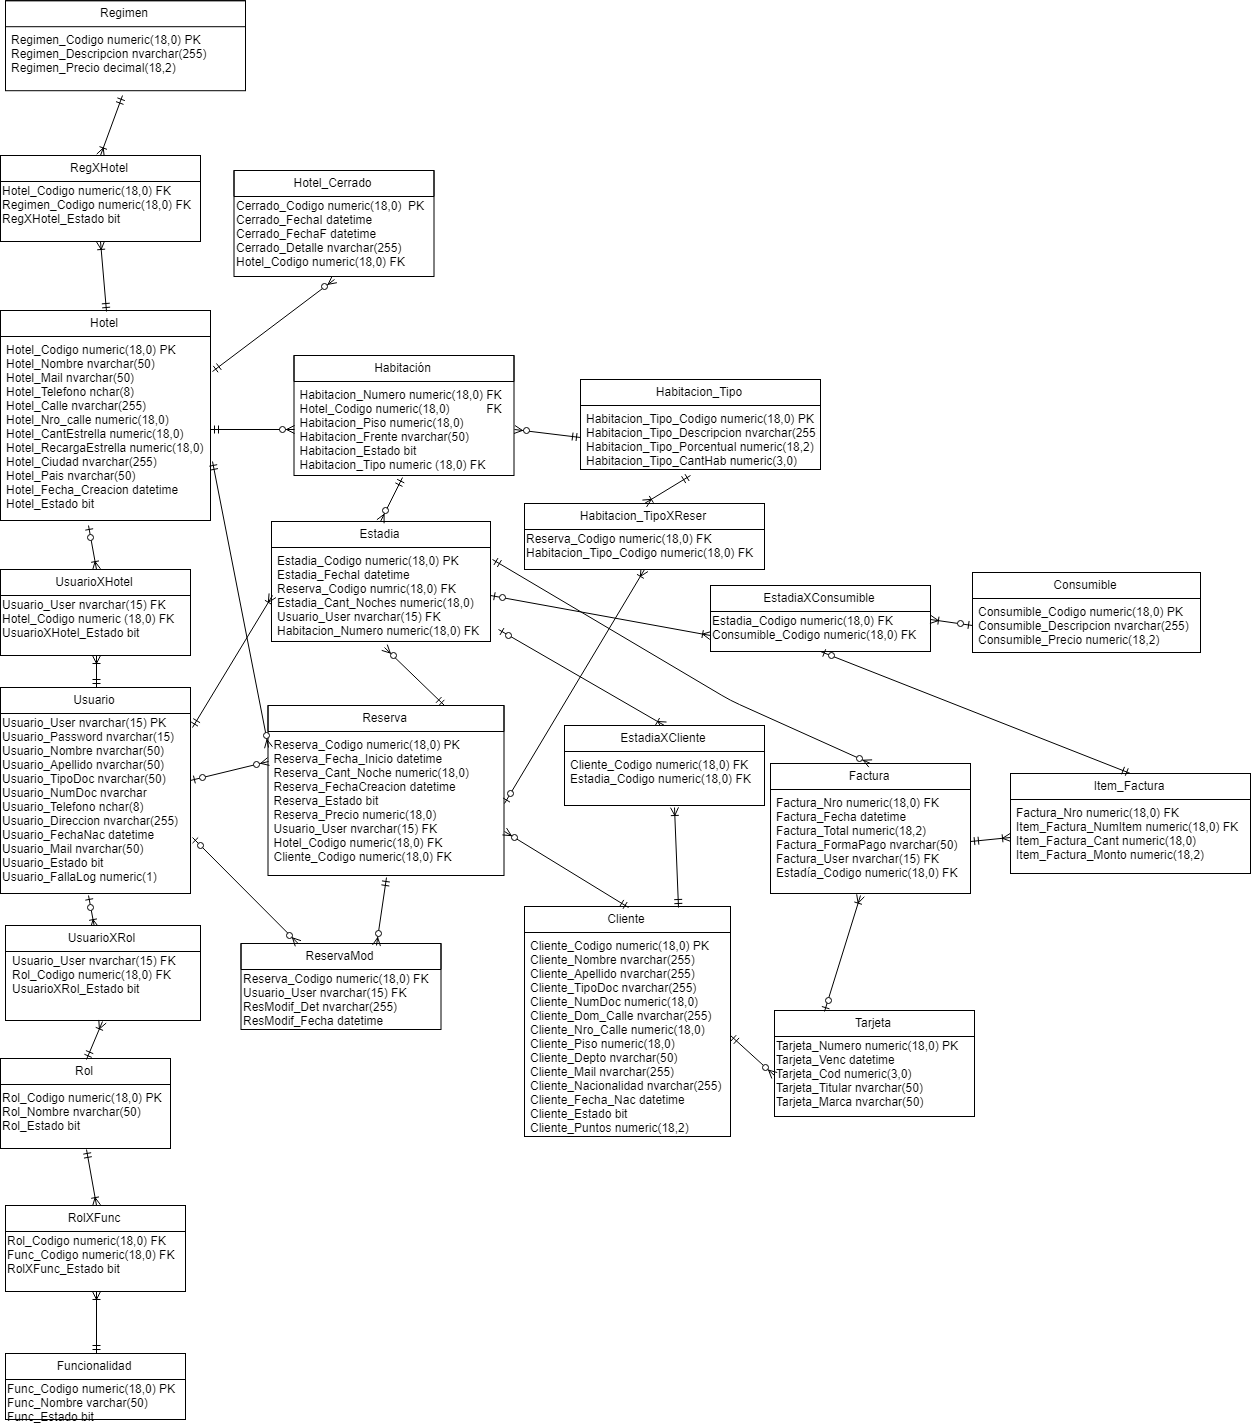 Regimen
Regimen_Codigo numeric(18,0) PK
Regimen_Descripcion nvarchar(255)
Regimen_Precio decimal(18,2)
RegXHotel
Hotel_Codigo numeric(18,0) FK
Regimen_Codigo numeric(18,0) FK
RegXHotel_Estado bit
Hotel_Cerrado
Cerrado_Codigo numeric(18,0) PK
Cerrado_FechaI datetime
Cerrado_FechaF datetime
Cerrado_Detalle nvarchar(255)
Hotel_Codigo numeric(18,0) FK
Hotel
Hotel_Codigo numeric(18,0) PK
Hotel_Nombre nvarchar(50)
Hotel_Mail nvarchar(50)
Hotel_Telefono nchar(8)
Hotel_Calle nvarchar(255)
Hotel_Nro_calle numeric(18,0)
Hotel_CantEstrella numeric(18,0)
Hotel_RecargaEstrella numeric(18,0)
Hotel_Ciudad nvarchar(255)
Hotel_Pais nvarchar(50)
Hotel_Fecha_Creacion datetime
Hotel_Estado bit
Habitación
Habitacion_Numero numeric(18,0) FK
Hotel_Codigo numeric(18,0) FK
Habitacion_Piso numeric(18,0)
Habitacion_Frente nvarchar(50)
Habitacion_Estado bit
Habitacion_Tipo numeric (18,0) FK
Habitacion_Tipo
Habitacion_Tipo_Codigo numeric(18,0) PK
Habitacion_Tipo_Descripcion nvarchar(255
Habitacion_Tipo_Porcentual numeric(18,2)
Habitacion_Tipo_CantHab numeric(3,0)
Habitacion_TipoXReser
Reserva_Codigo numeric(18,0) FK
Habitacion_Tipo_Codigo numeric(18,0) FK
Estadia
Estadia_Codigo numeric(18,0) PK
Estadia_FechaI datetime
Reserva_Codigo numric(18,0) FK
Estadia_Cant_Noches numeric(18,0)
Usuario_User nvarchar(15) FK
Habitacion_Numero numeric(18,0) FK
UsuarioXHotel
Usuario_User nvarchar(15) FK
Hotel_Codigo numeric (18,0) FK
UsuarioXHotel_Estado bit
EstadiaXConsumible
Estadia_Codigo numeric(18,0) FK
Consumible_Codigo numeric(18,0) FK
Consumible
Consumible_Codigo numeric(18,0) PK
Consumible_Descripcion nvarchar(255)
Consumible_Precio numeric(18,2)
Usuario
Usuario_User nvarchar(15) PK
Usuario_Password nvarchar(15)
Usuario_Nombre nvarchar(50)
Usuario_Apellido nvarchar(50)
Usuario_TipoDoc nvarchar(50)
Usuario_NumDoc nvarchar
Usuario_Telefono nchar(8)
Usuario_Direccion nvarchar(255)
Usuario_FechaNac datetime
Usuario_Mail nvarchar(50)
Usuario_Estado bit
Usuario_FallaLog numeric(1)
Reserva
Reserva_Codigo numeric(18,0) PK
Reserva_Fecha_Inicio datetime
Reserva_Cant_Noche numeric(18,0)
Reserva_FechaCreacion datetime
Reserva_Estado bit
Reserva_Precio numeric(18,0)
Usuario_User nvarchar(15) FK
Hotel_Codigo numeric(18,0) FK
Cliente_Codigo numeric(18,0) FK
EstadiaXCliente
Cliente_Codigo numeric(18,0) FK
Estadia_Codigo numeric(18,0) FK
Factura
Factura_Nro numeric(18,0) FK
Factura_Fecha datetime
Factura_Total numeric(18,2)
Factura_FormaPago nvarchar(50)
Factura_User nvarchar(15) FK
Estadía_Codigo numeric(18,0) FK
Item_Factura
Factura_Nro numeric(18,0) FK
Item_Factura_NumItem numeric(18,0) FK
Item_Factura_Cant numeric(18,0)
Item_Factura_Monto numeric(18,2)
UsuarioXRol
Usuario_User nvarchar(15) FK
Rol_Codigo numeric(18,0) FK
UsuarioXRol_Estado bit
ReservaMod
Reserva_Codigo numeric(18,0) FK
Usuario_User nvarchar(15) FK
ResModif_Det nvarchar(255)
ResModif_Fecha datetime
Cliente
Cliente_Codigo numeric(18,0) PK
Cliente_Nombre nvarchar(255)
Cliente_Apellido nvarchar(255)
Cliente_TipoDoc nvarchar(255)
Cliente_NumDoc numeric(18,0)
Cliente_Dom_Calle nvarchar(255)
Cliente_Nro_Calle numeric(18,0)
Cliente_Piso numeric(18,0)
Cliente_Depto nvarchar(50)
Cliente_Mail nvarchar(255)
Cliente_Nacionalidad nvarchar(255)
Cliente_Fecha_Nac datetime
Cliente_Estado bit
Cliente_Puntos numeric(18,2)
Tarjeta
Tarjeta_Numero numeric(18,0) PK
Tarjeta_Venc datetime
Tarjeta_Cod numeric(3,0)
Tarjeta_Titular nvarchar(50)
Tarjeta_Marca nvarchar(50)
Rol
Rol_Codigo numeric(18,0) PK
Rol_Nombre nvarchar(50)
Rol_Estado bit
RolXFunc
Rol_Codigo numeric(18,0) FK
Func_Codigo numeric(18,0) FK
RolXFunc_Estado bit
Funcionalidad
Func_Codigo numeric(18,0) PK
Func_Nombre varchar(50)
Func_Estado bit